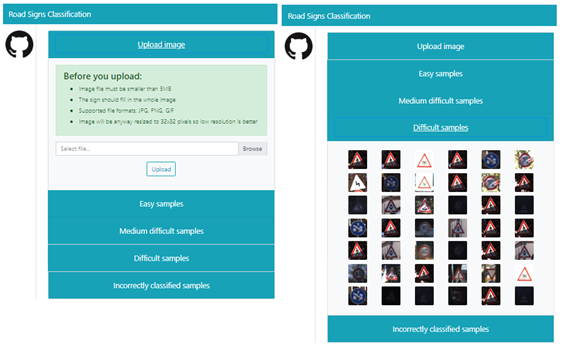 Road Signs Classification
Upload image
Before you upload:
Image file must be smaller than 5MB
The sign should fill in the whole image
Supported file formats: JPG, PNG, GIF
Image will be anyway resized to 32x32 pixels so low resolution is better
Select file...
Browse
Upload
Easy samples
Medium difficult samples
Difficult samples
Incorrectly classified samples
Road Signs Classification
Upload image
Easy samples
Medium difficult samples
Difficult samples
Incorrectly classified samples